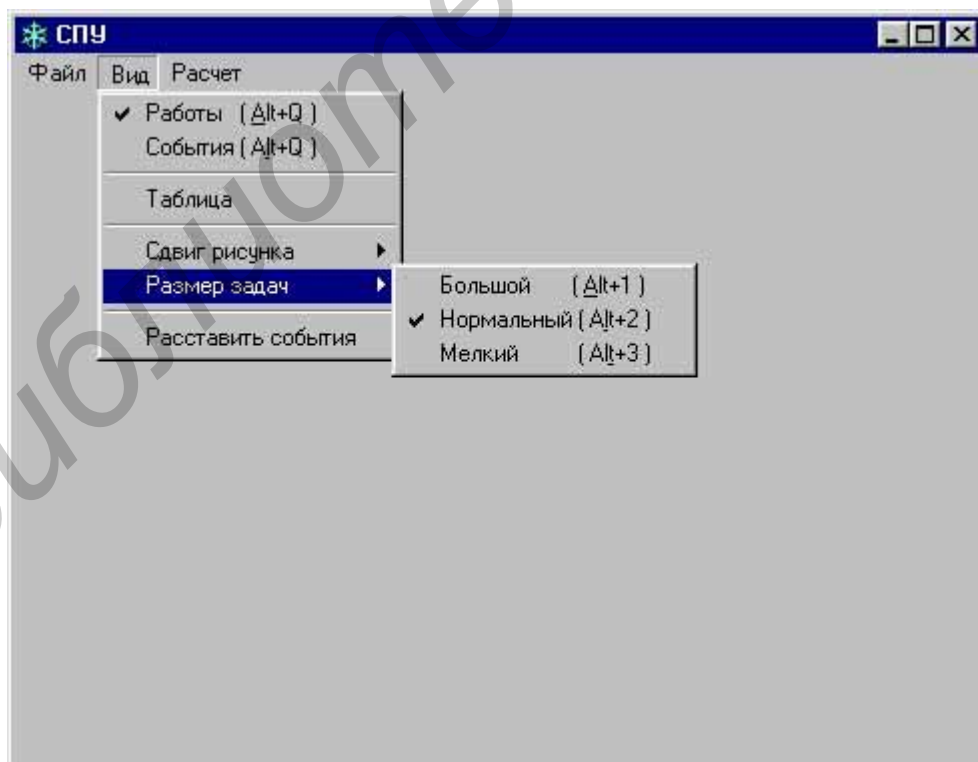 СПУ
Файл Вид Расчет
Работы (Alt+Q)
События (Alt+Q)
Таблица
Сдвиг рисунка
Размер задач
Большой (Alt+1)
Нормальный (Alt+2)
Мелкий (Alt+3)
Расставить события